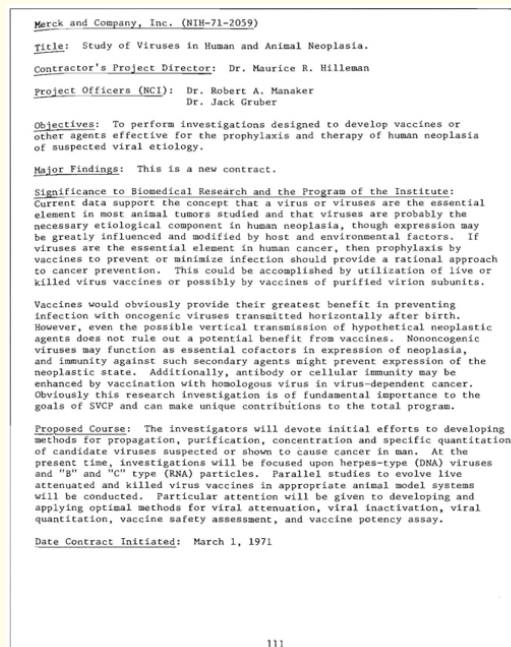 Merck and Company, Inc. (NIH-71-2059)
Title: Study of Viruses in Human and Animal Neoplasia.
Contractor's Project Director: Dr. Maurice R. Hilleman
Project Officers (NCI): Dr. Robert A. Manaker
Dr. Jack Gruber
Objectives: To perform investigations designed to develop vaccines or
other agents effective for the prophylaxis and therapy of human neoplasia
of suspected viral etiology.
Major Findings: This is a new contract.
Significance to Biomedical Research and the Program of the Institute:
Current data support the concept that a virus or viruses are the essential
element in most animal tumors studied and that viruses are probably the
necessary etiological component in human neoplasia, though expression may
be greatly influenced and modified by host and environmental factors. If
viruses are the essential element in human cancer, then prophylaxis by
vaccines to prevent or minimize infection should provide a rational approach
to cancer prevention. This could be accomplished by utilization of live or
killed virus vaccines or possibly by vaccines of purified virion subunits.
Vaccines would obviously provide their greatest benefit in preventing
infection with oncogenic viruses transmitted horizontally after birth.
However, even the possible vertical transmission of hypothetical neoplastic
agents does not rule out a potential benefit from vaccines. Nononcogenic
viruses may function as essential cofactors in expression of neoplasia,
and immunity against such secondary agents might prevent expression of the
neoplastic state. Additionally, antibody or cellular immunity may be
enhanced by vaccination with homologous virus in virus-dependent cancer.
Obviously this research investigation is of fundamental importance to the
goals of SVCP and can make unique contributions to the total program.
Proposed Course: The investigators will devote initial efforts to developing
methods for propagation, purification, concentration and specific quantitation
of candidate viruses suspected or shown to cause cancer in man. At the
present time, investigations will be focused upon herpes-type (DNA) viruses
and "B" and "C" type (RNA) particles. Parallel studies to evolve live
attenuated and killed virus vaccines in appropriate animal model systems
will be conducted. Particular attention will be given to developing and
applying optimal methods for viral attenuation, viral inactivation, viral
quantitation, vaccine safety assessment, and vaccine potency assay.
Date Contract Initiated: March 1, 1971
111